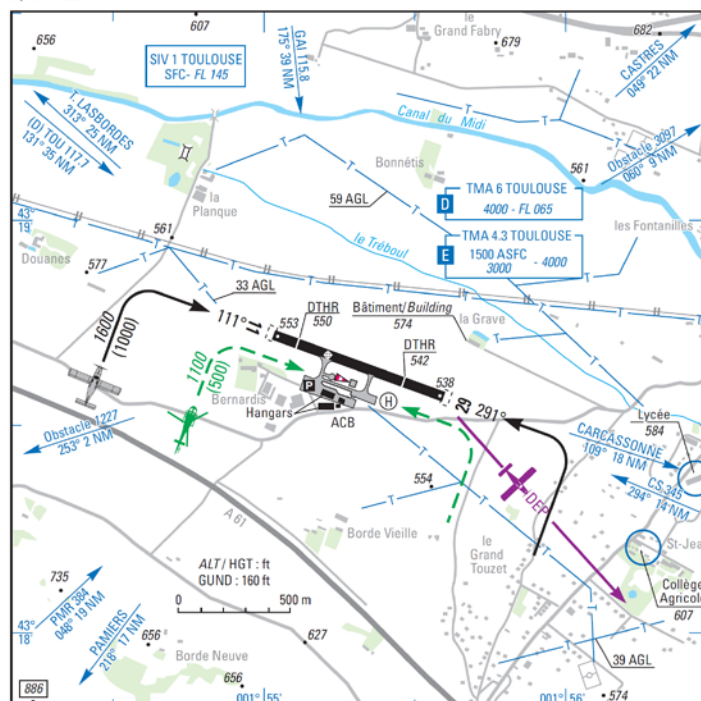 607
656
SIV 1 TOULOUSE
SFC- FL 145
GAI 115.8
175° 39 NM
le
Grand Fabry
679
682
CASTRES
049° 22 NM
T. LASBORDES
313° 25 NM
(D) TOU 117.7
131° 35 NM
Canal du Midi
Bonnétis
561
Obstacle 3097
060° 9 NM
la
Planque
59 AGL
D
TMA 6 TOULOUSE
4000 - FL 065
43°
19
561
Douanes
577
le Tréboul
E
TMA 4.3 TOULOUSE
1500 ASFC
3000 - 4000
les Fontanilles
33 AGL
1600
(1000)
111°
11
553
DTHR
550
Bâtiment/Building
574
la Grave
DTHR
542
538
1100
(500)
P
Bernardis
Hangars
ACB
H
29
291°
Lycée
584
Obstacle 1227
253° 2 NM
CARCASSONNE
109° 18 NM
CS 345
294° 14 NM
554
DEP
A 61
Borde Vieille
le
Grand
Touzet
St-Jea
ALT / HGT : ft
GUND : 160 ft
0 500 m
Collège
Agricole
607
735
PMR 384
048° 19 NM
43°
18
PAMIERS
218° 17 NM
656
627
Borde Neuve
656
39 AGL
886
001° 55'
001° 56'
574
T
T
T
T
T
T
T
T
T
T
T
T